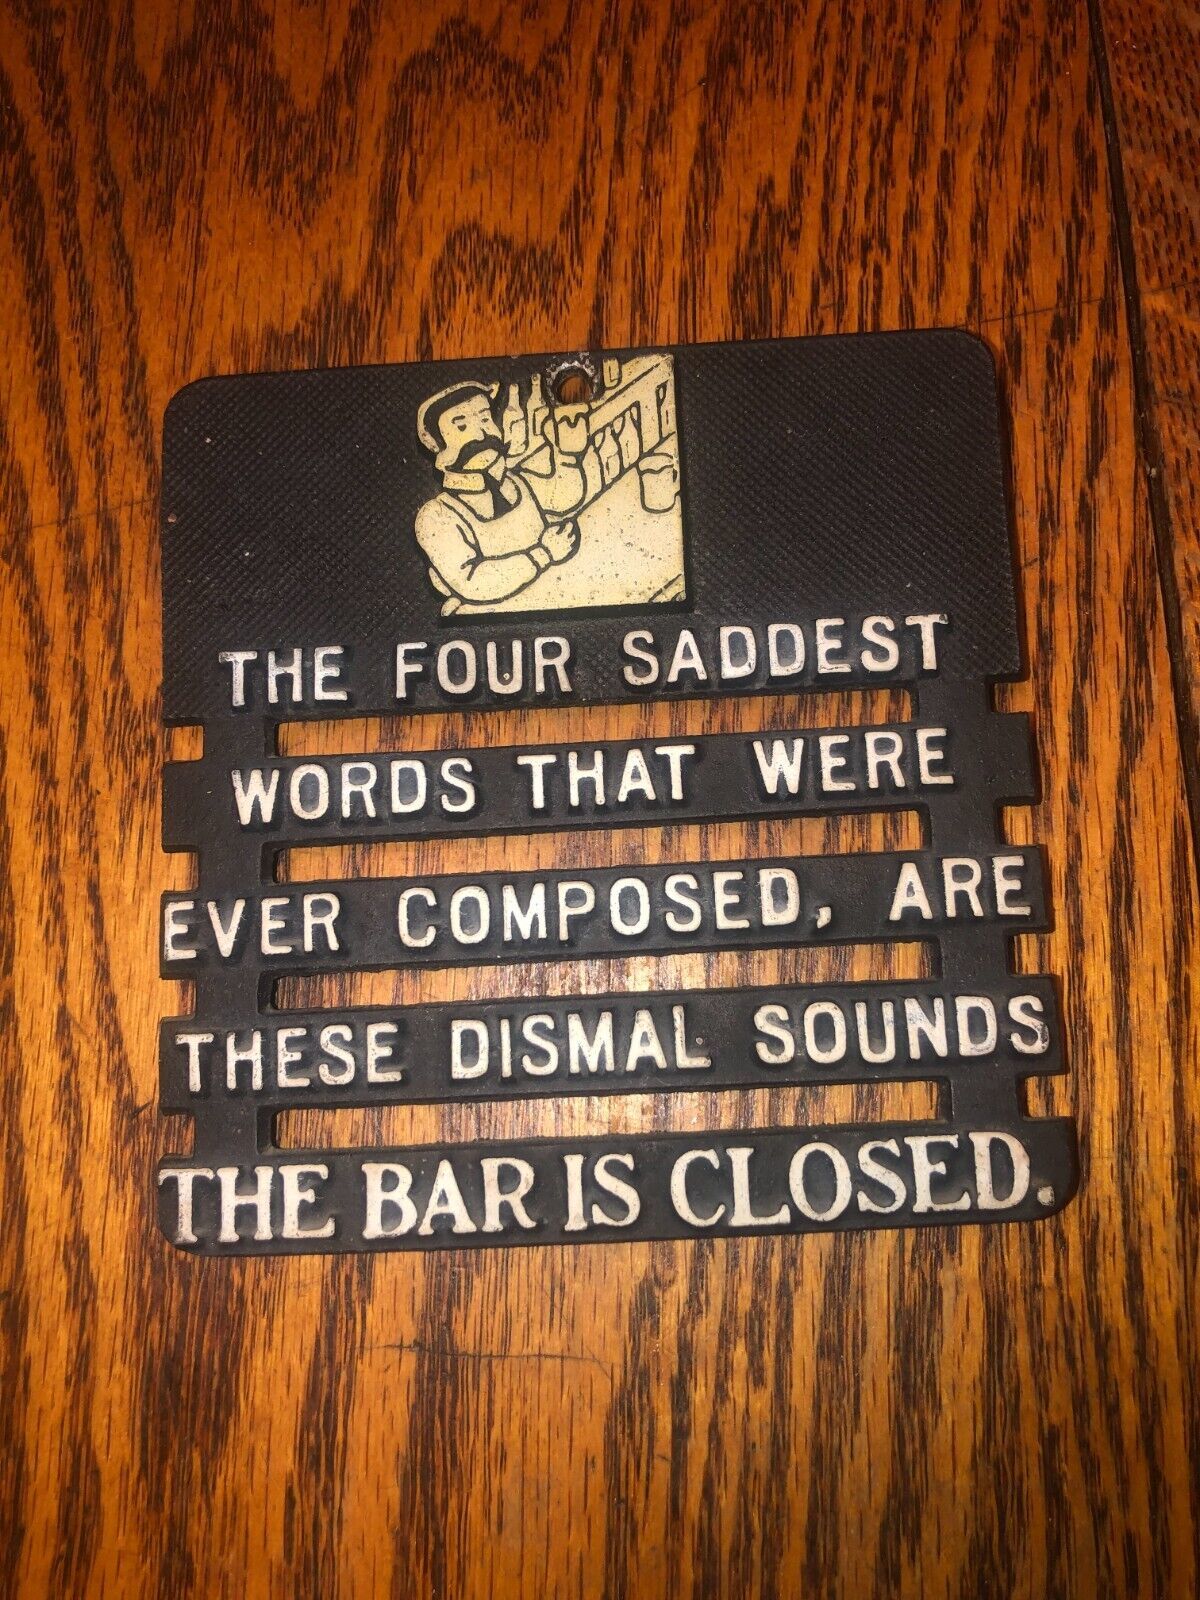 THE FOUR SADDEST
WORDS THAT WERE
EVER COMPOSED, ARE
THESE DISMAL SOUNDS
THE BAR IS CLOSED.